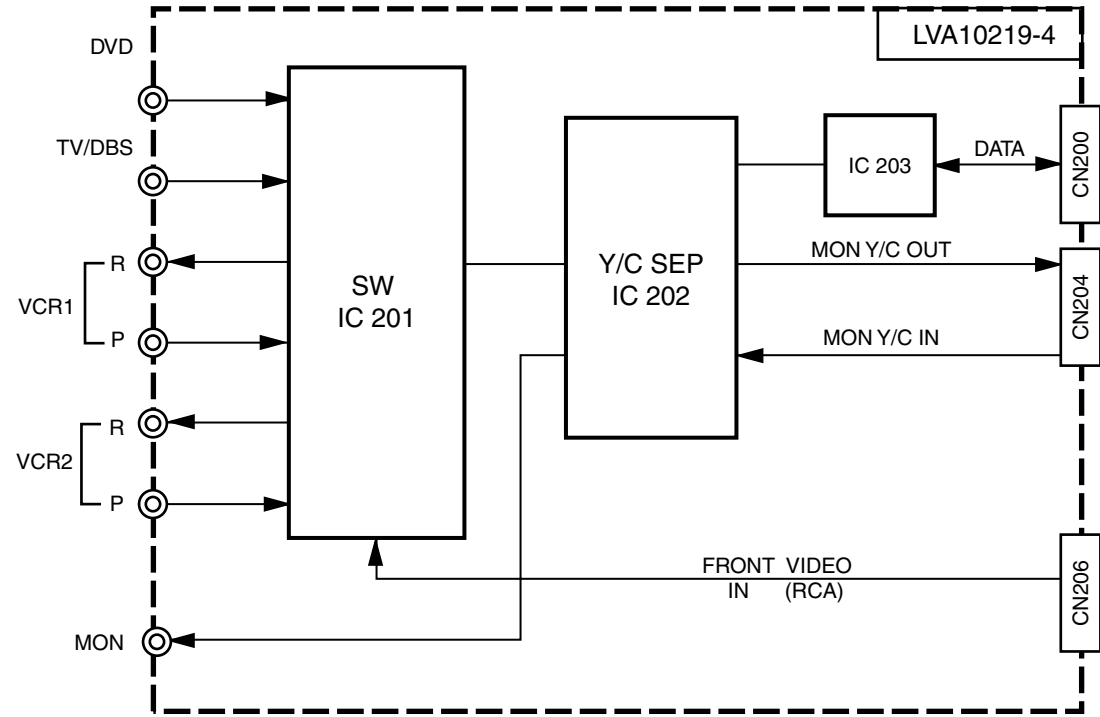 LVA10219-4
DVD
TV/DBS
R
VCR1
P
R
VCR2
P
MON
SW
IC 201
Y/C SEP
IC 202
IC 203
DATA
CN200
MON Y/C OUT
CN204
MON Y/C IN
FRONT VIDEO
IN (RCA)
CN206